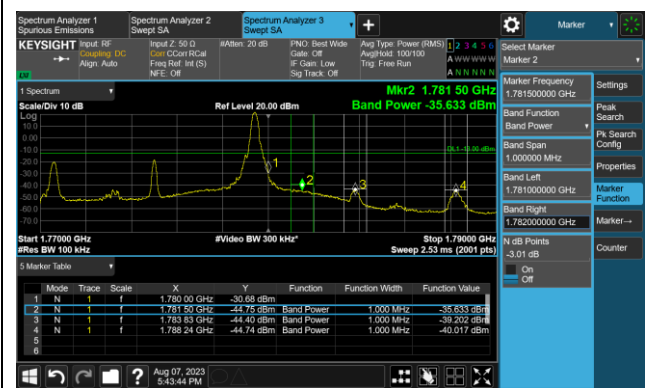 Spectrum Analyzer 1
Spurious Emissions
Spectrum Analyzer 2
Swept SA
Spectrum Analyzer 3
Swept SA
Marker
KEYSIGHT
Input: RF
Coupling: DC
Align: Auto
Input Z: 50 Ω
Corr CCorr RCal
Freq Ref: Int (S)
NFE: Off
#Atten: 20 dB
PNO: Best Wide
Gate: Off
IF Gain: Low
Sig Track: Off
Avg Type: Power (RMS)
Avg|Hold: 100/100
Trig: Free Run
1 2 3 4 5 6
A W W W W W
A N N N N N
Select Marker
Marker 2
1 Spectrum
Scale/Div 10 dB
Ref Level 20.00 dBm
Mkr2 1.781 50 GHz
Band Power -35.633 dBm
Log
10.0
0.00
-10.0
-20.0
-30.0
-40.0
-50.0
-60.0
-70.0
DL1 -13.00 dBm
1
2
3
4
Start 1.77000 GHz
#Res BW 100 kHz
#Video BW 300 kHz*
Stop 1.79000 GHz
Sweep 2.53 ms (2001 pts)
5 Marker Table
Mode Trace Scale X Y Function Function Width Function Value
1 N 1 f 1.780 00 GHz -30.68 dBm
2 N 1 f 1.781 50 GHz -44.75 dBm Band Power 1.000 MHz -35.633 dBm
3 N 1 f 1.783 83 GHz -44.40 dBm Band Power 1.000 MHz -39.202 dBm
4 N 1 f 1.788 24 GHz -44.74 dBm Band Power 1.000 MHz -40.017 dBm
5
6
Marker Frequency
1.781500000 GHz
Band Function
Band Power
Band Span
1.000000 MHz
Band Left
1.781000000 GHz
Band Right
1.782000000 GHz
N dB Points
-3.01 dB
On
Off
Settings
Peak
Search
Pk Search
Config
Properties
Marker
Function
Marker→
Counter
?
Aug 07, 2023
5:43:44 PM